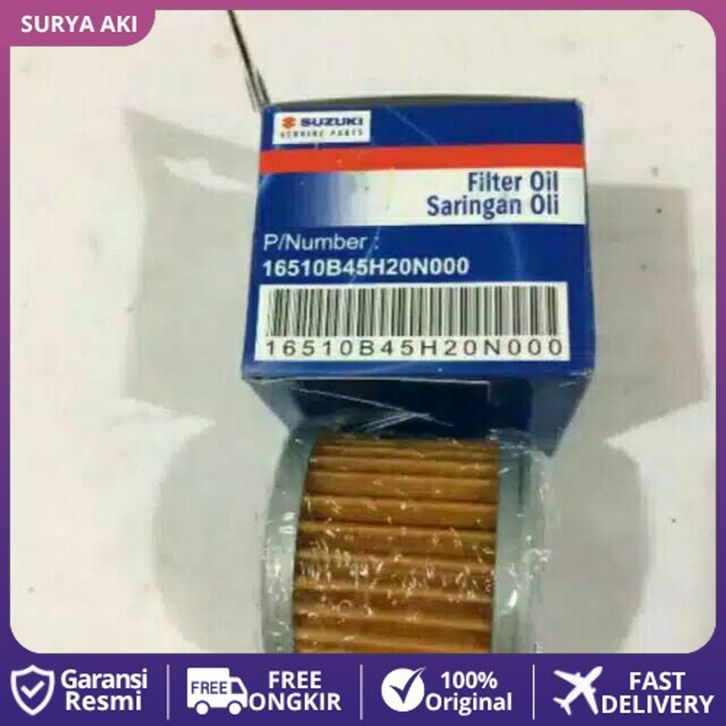 SURYA AKI
SUZUKI
GENUINE PARTS
Filter Oil
Saringan Oli
P/Number :
16510B45H20N000
16510B45H20N000
Garansi
Resmi
FREE
FREE
ONGKIR
100%
Original
FAST
DELIVERY